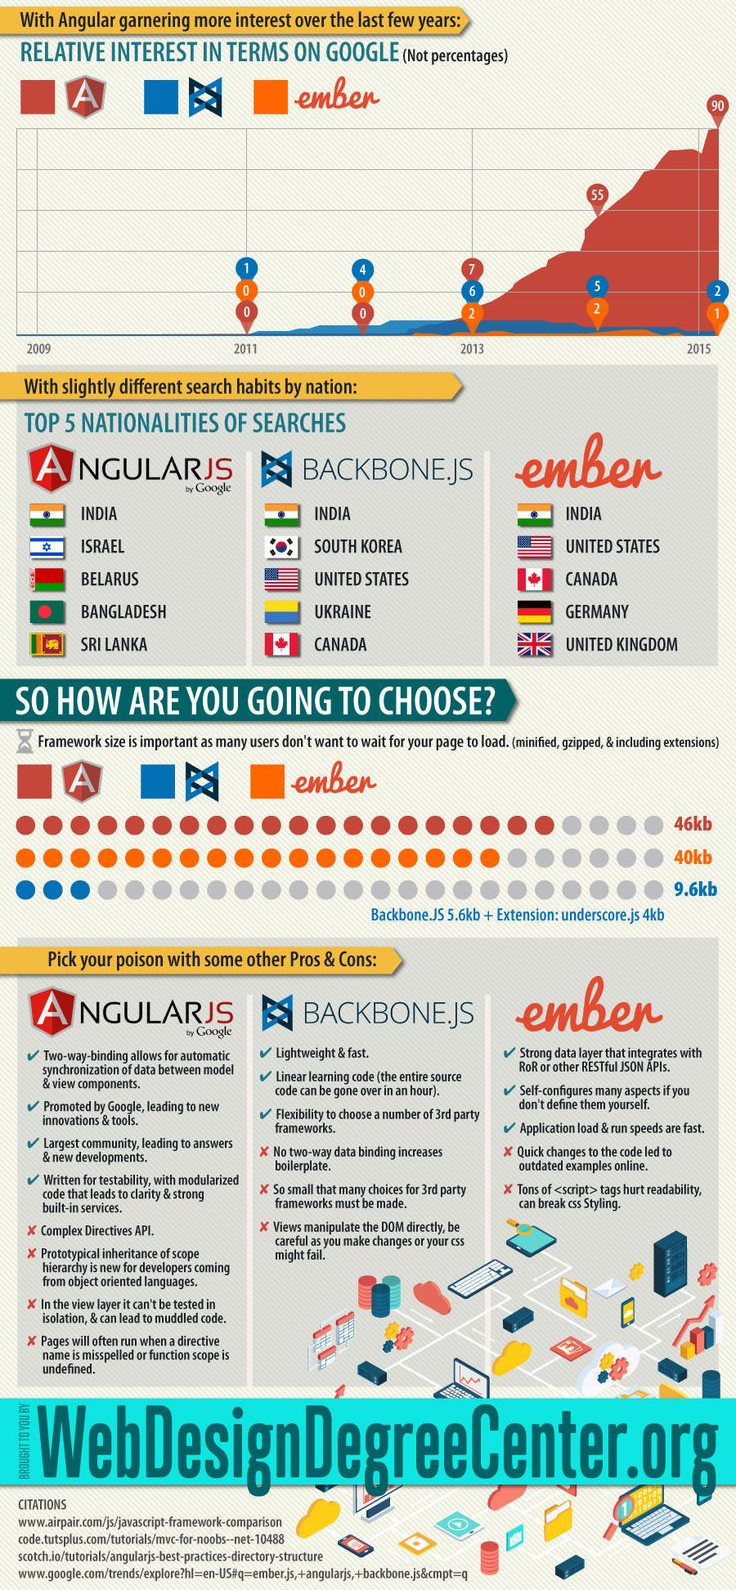 With Angular garnering more interest over the last few years:
RELATIVE INTEREST IN TERMS ON GOOGLE (Not percentages)
A
ember
90
55
1
4
7
0
0
6
5
2
0
0
2
2
1
2009
2011
2013
2015
With slightly different search habits by nation:
TOP 5 NATIONALITIES OF SEARCHES
ANGULARJS
by Google
INDIA
ISRAEL
BELARUS
BANGLADESH
SRI LANKA
BACKBONE.JS
INDIA
SOUTH KOREA
UNITED STATES
UKRAINE
CANADA
ember
INDIA
UNITED STATES
CANADA
GERMANY
UNITED KINGDOM
SO HOW ARE YOU GOING TO CHOOSE?
Framework size is important as many users don't want to wait for your page to load. (minified, gzipped, & including extensions)
A
ember
46kb
40kb
9.6kb
Backbone.JS 5.6kb + Extension: underscore.js 4kb
Pick your poison with some other Pros & Cons:
ANGULARJS
by Google
✔ Two-way-binding allows for automatic
synchronization of data between model
& view components.
✔ Promoted by Google, leading to new
innovations & tools.
✔ Largest community, leading to answers
& new developments.
✔ Written for testability, with modularized
code that leads to clarity & strong
built-in services.
✘ Complex Directives API.
✘ Prototypical inheritance of scope
hierarchy is new for developers coming
from object oriented languages.
✘ In the view layer it can't be tested in
isolation, & can lead to muddled code.
✘ Pages will often run when a directive
name is misspelled or function scope is
undefined.
BACKBONE.JS
✔ Lightweight & fast.
✔ Linear learning code (the entire source
code can be gone over in an hour).
✔ Flexibility to choose a number of 3rd party
frameworks.
✘ No two-way data binding increases
boilerplate.
✘ So small that many choices for 3rd party
frameworks must be made.
✘ Views manipulate the DOM directly, be
careful as you make changes or your css
might fail.
ember
✔ Strong data layer that integrates with
RoR or other RESTful JSON APIs.
✔ Self-configures many aspects if you
don't define them yourself.
✔ Application load & run speeds are fast.
✘ Quick changes to the code led to
outdated examples online.
✘ Tons of <script> tags hurt readability,
can break css Styling.
BROUGHT TO YOU BY
WebDesignDegreeCenter.org
CITATIONS
www.airpair.com/js/javascript-framework-comparison
code.tutsplus.com/tutorials/mvc-for-noobs--net-10488
scotch.io/tutorials/angularjs-best-practices-directory-structure
www.google.com/trends/explore?hl=en-US#q=ember.js,+angularjs,+backbone.js&cmpt=q